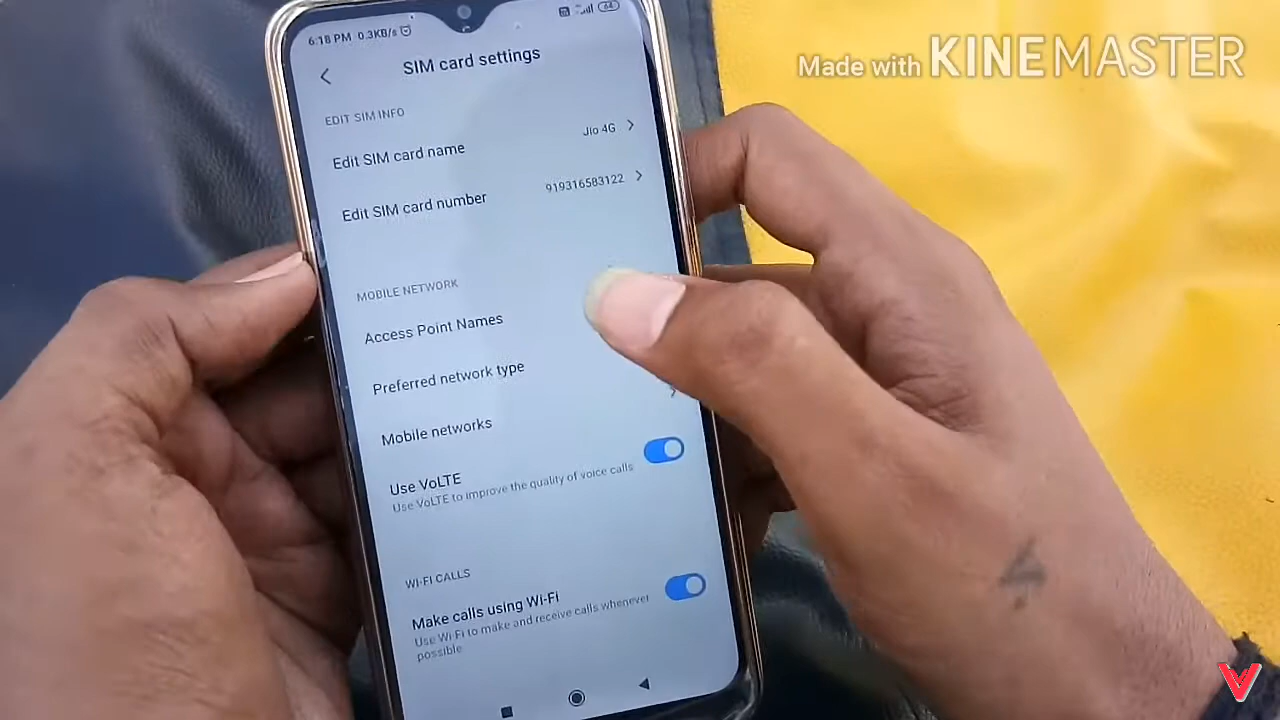 Made with KINEMASTER
6:18 PM 0.3KB/s
64
SIM card settings
EDIT SIM INFO
Edit SIM card name
Jio 4G
Edit SIM card number
919316583122
MOBILE NETWORK
Access Point Names
Preferred network type
Mobile networks
Use VoLTE
Use VoLTE to improve the quality of voice calls
WI-FI CALLS
Make calls using Wi-Fi
Use Wi-Fi to make and receive calls whenever
possible